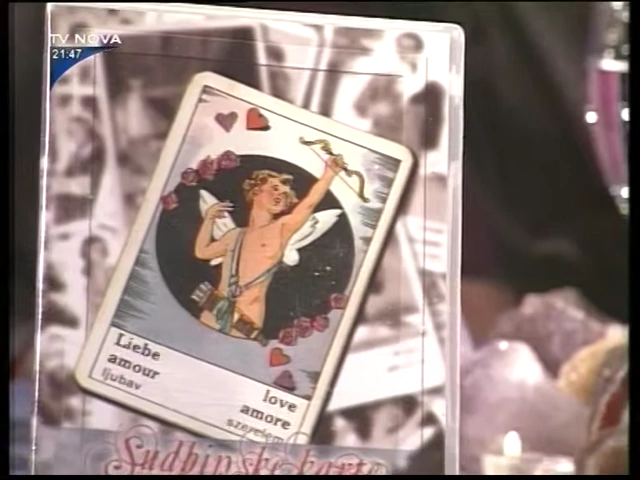 TV NOVA
21:47
Liebe
amour
ljubav
love
amore
szerelem
Sudbinske karte